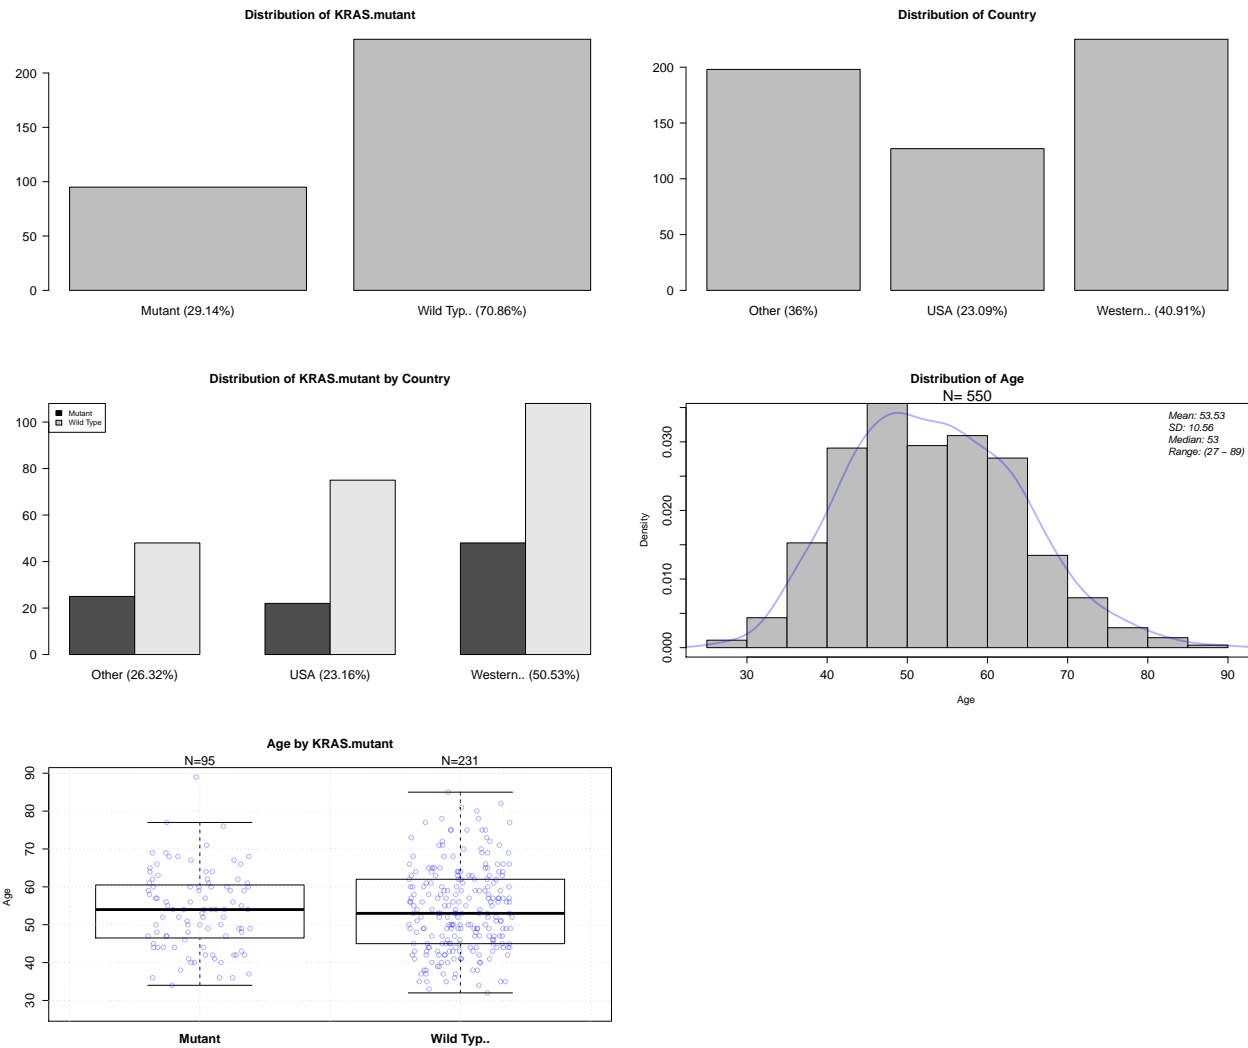 Distribution of KRAS.mutant
200
150
100
50
0
Mutant (29.14%)
Wild Typ.. (70.86%)
Distribution of Country
200
150
100
50
0
Other (36%)
USA (23.09%)
Western.. (40.91%)
Distribution of KRAS.mutant by Country
Mutant
Wild Type
100
80
60
40
20
0
Other (26.32%)
USA (23.16%)
Western.. (50.53%)
Distribution of Age
N= 550
Mean: 53.53
SD: 10.56
Median: 53
Range: (27 − 89)
Density
0.030
0.020
0.010
0.000
30
40
50
60
70
80
90
Age
Age by KRAS.mutant
N=95
N=231
Age
90
80
70
60
50
40
30
Mutant
Wild Typ..